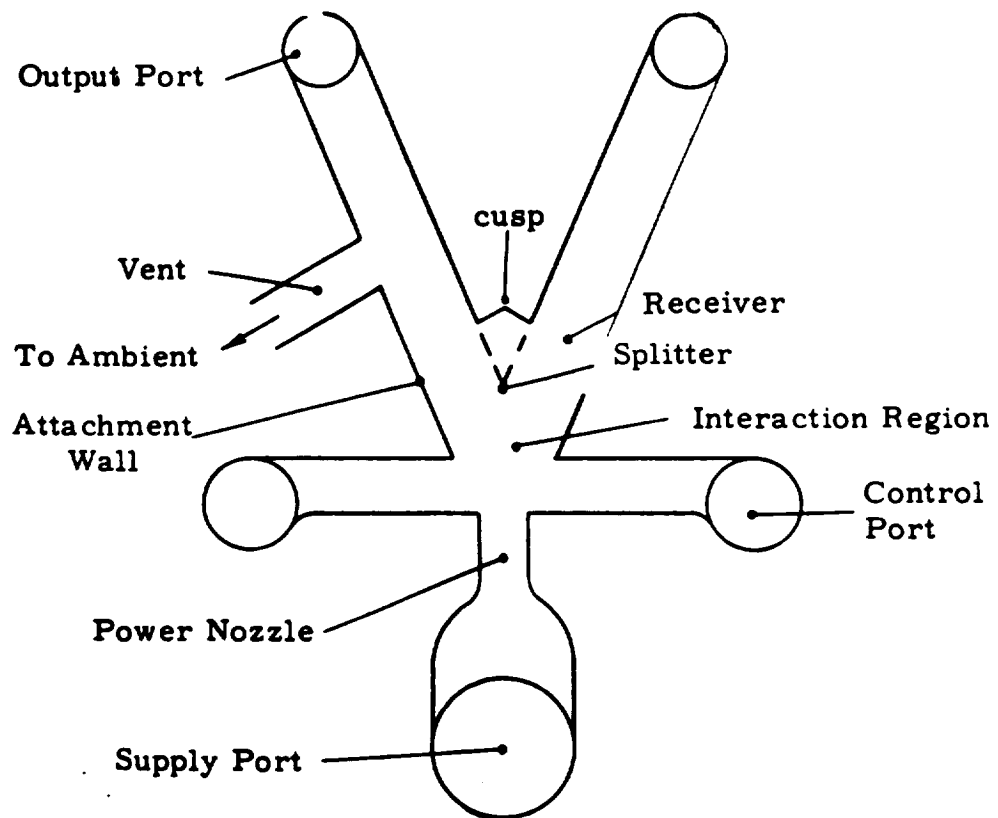 Output Port
cusp
Vent
Receiver
To Ambient
Splitter
Attachment
Wall
Interaction Region
Control
Port
Power Nozzle
Supply Port